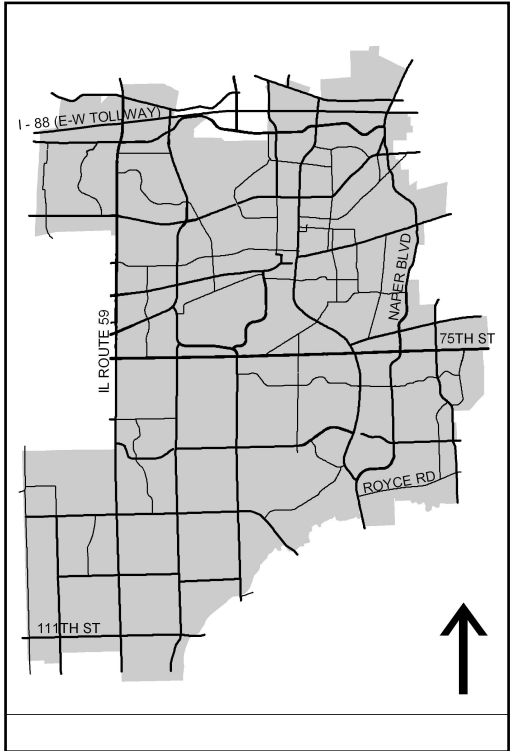 I - 88 (E-W TOLLWAY)
NAPER BLVD
IL ROUTE 59
75TH ST
ROYCE RD
111TH ST